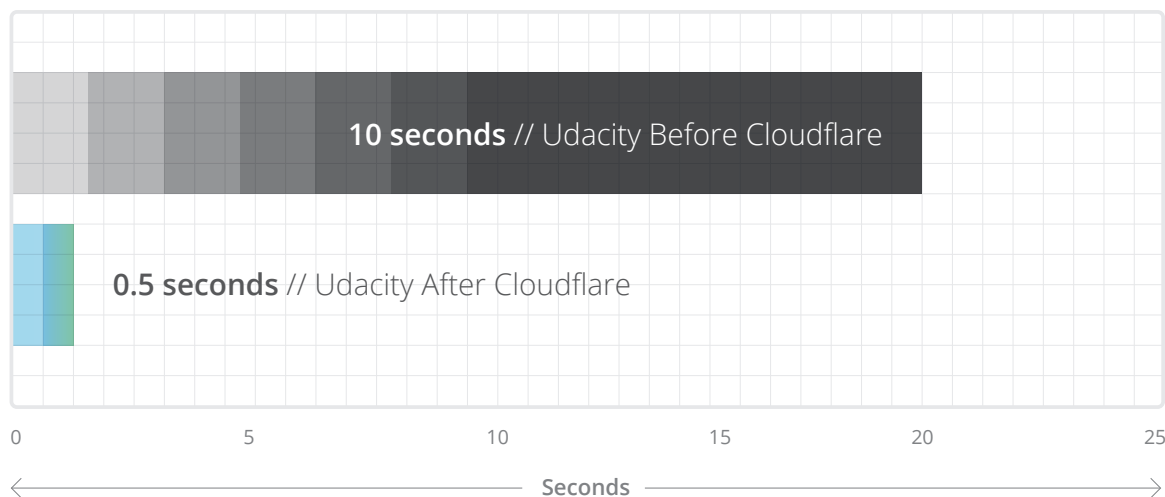 10 seconds // Udacity Before Cloudflare
0.5 seconds // Udacity After Cloudflare
0 5 10 15 20 25
Seconds